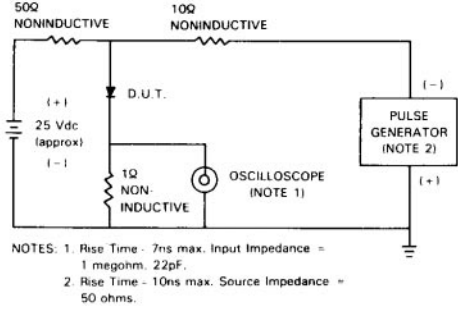 50Ω
NONINDUCTIVE
10Ω
NONINDUCTIVE
(+)
25 Vdc
(approx)
(-)
D.U.T.
1Ω
NON-
INDUCTIVE
OSCILLOSCOPE
(NOTE 1)
(-)
PULSE
GENERATOR
(NOTE 2)
(+)
NOTES: 1. Rise Time - 7ns max. Input Impedance =
1 megohm. 22pF.
2. Rise Time - 10ns max. Source Impedance =
50 ohms.